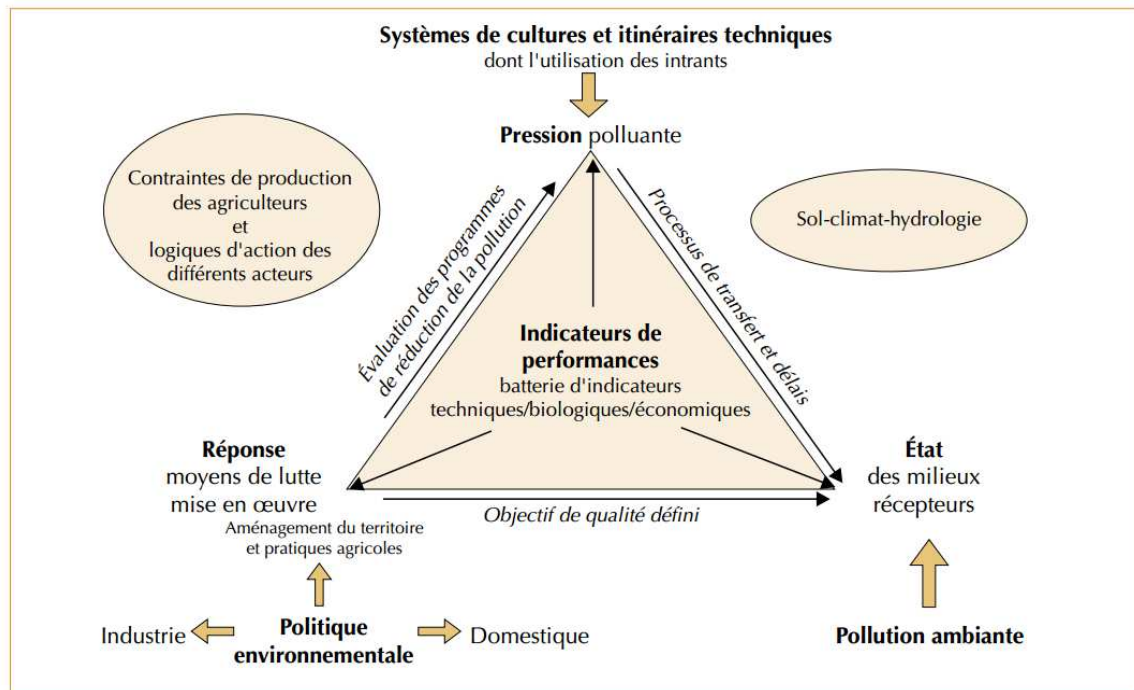 Systèmes de cultures et itinéraires techniques
dont l'utilisation des intrants
Pression polluante
Contraintes de production
des agriculteurs
et
logiques d'action des
différents acteurs
Sol-climat-hydrologie
Évaluation des programmes
de réduction de la pollution
Processus de transfert et délais
Indicateurs de
performances
batterie d'indicateurs
techniques/biologiques/économiques
Réponse
moyens de lutte
mise en œuvre
Aménagement du territoire
et pratiques agricoles
État
des milieux
récepteurs
Objectif de qualité défini
Industrie
Politique
environnementale
Domestique
Pollution ambiante